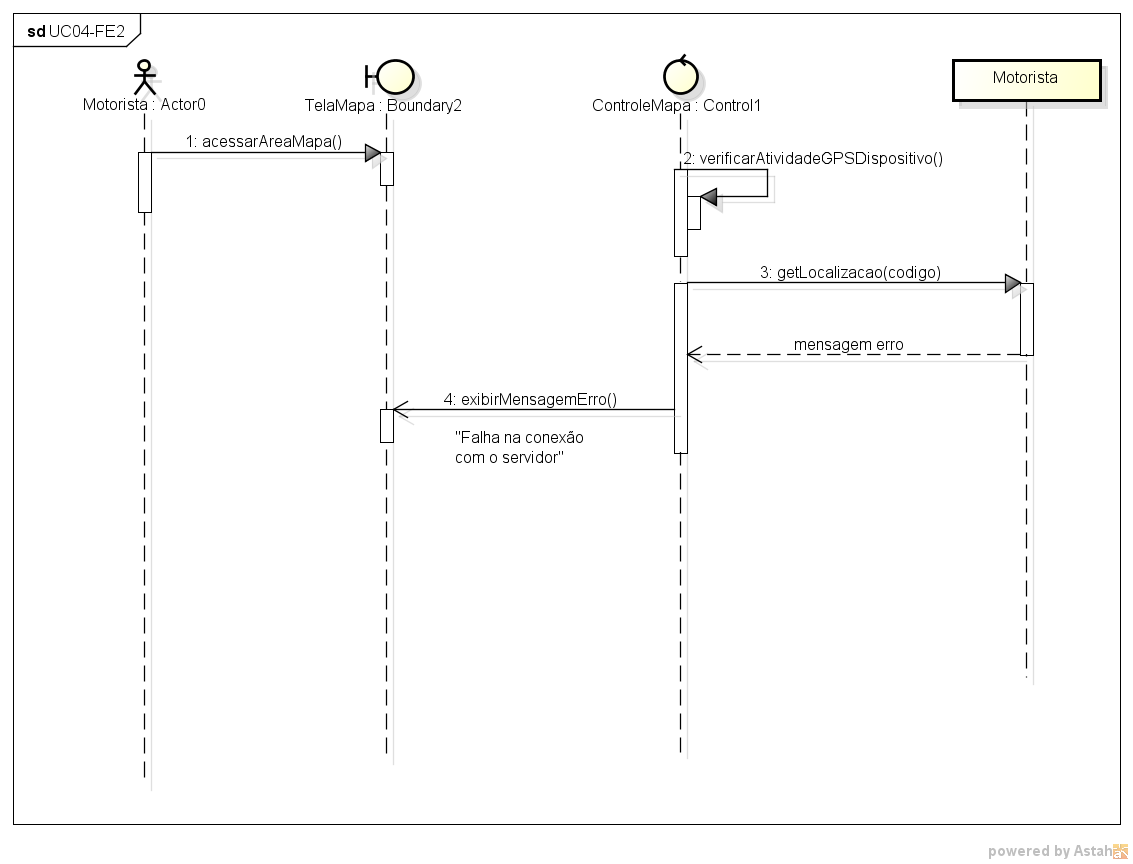 sd UC04-FE2
Motorista : Actor0
TelaMapa : Boundary2
ControleMapa : Control1
Motorista
1: acessarAreaMapa()
2: verificarAtividadeGPSDispositivo()
3: getLocalizacao(codigo)
mensagem erro
4: exibirMensagemErro()
"Falha na conexão
com o servidor"
powered by Astah